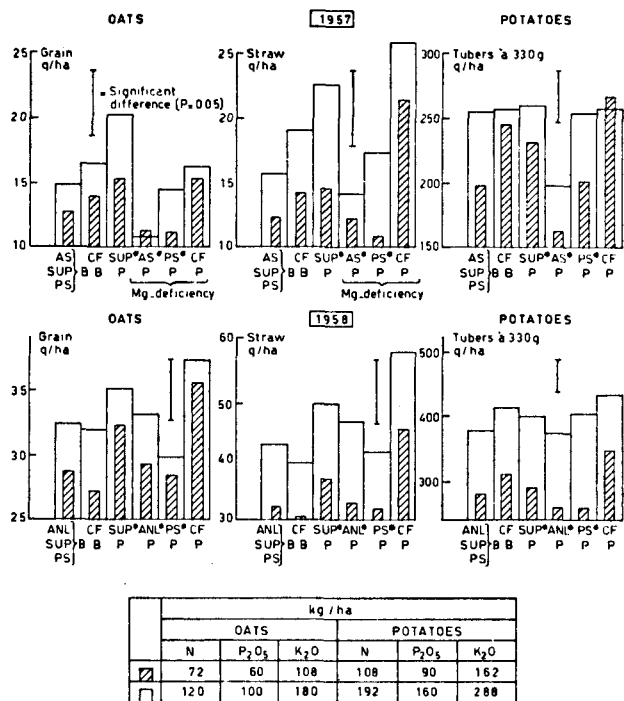 OATS 1957 POTATOES
Grain q/ha
25
20
15
10
= Significant difference (P=0.05)
AS SUP* AS* PS* CF
SUP } B B P P P P
PS
CF
Mg-deficiency
Straw q/ha
25
20
15
10
AS CF SUP* AS* PS* CF
SUP } B B P P P P
PS
Mg-deficiency
Tubers à 330g q/ha
300
250
200
150
AS CF SUP* AS* PS* CF
SUP } B B P P P P
PS
OATS 1958 POTATOES
Grain q/ha
35
30
25
ANL CF SUP* ANL* PS* CF
SUP } B B P P P P
PS
Straw q/ha
60
50
40
30
ANL CF SUP* ANL* PS* CF
SUP } B B P P P P
PS
Tubers à 330g q/ha
500
400
300
ANL CF SUP* ANL* PS* CF
SUP } B B P P P P
PS
kg / ha
OATS POTATOES
N P2O5 K2O N P2O5 K2O
72 60 108 108 90 162
120 100 180 192 160 288